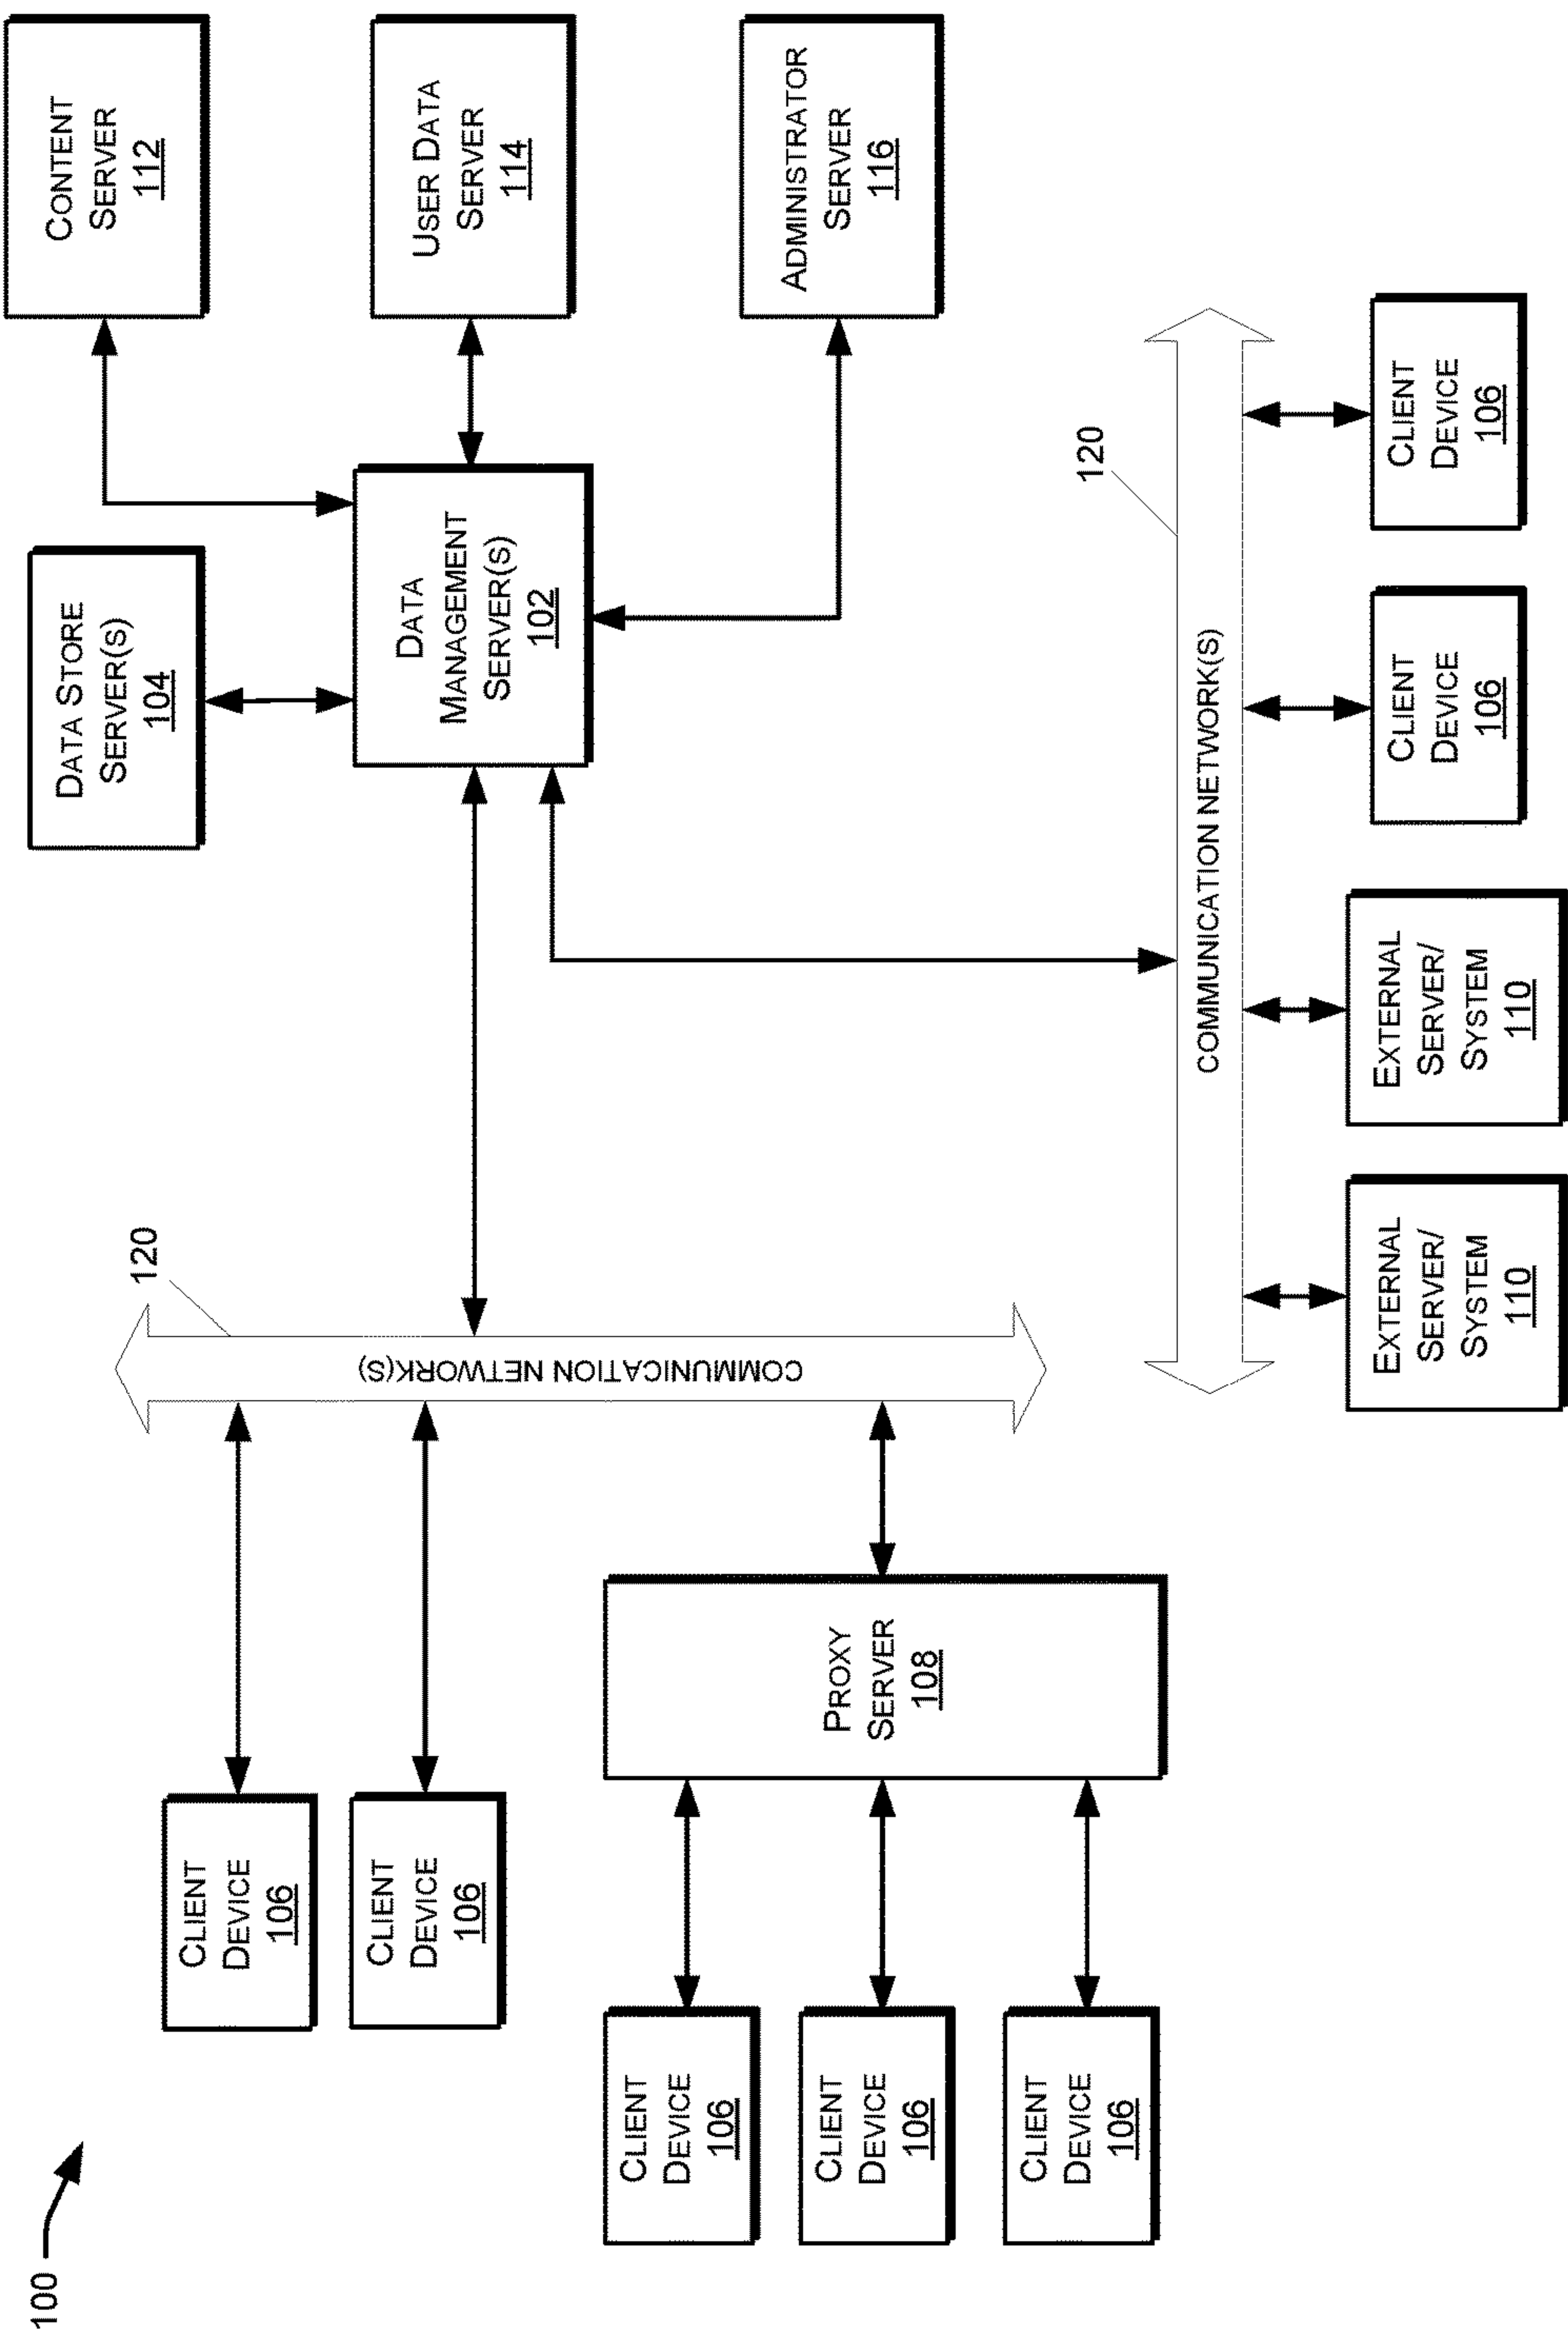 100
CLIENT
DEVICE
106
CLIENT
DEVICE
106
CLIENT
DEVICE
106
CLIENT
DEVICE
106
CLIENT
DEVICE
106
PROXY
SERVER
108
120
COMMUNICATION NETWORK(S)
DATA STORE
SERVER(S)
104
DATA
MANAGEMENT
SERVER(S)
102
CONTENT
SERVER
112
USER DATA
SERVER
114
ADMINISTRATOR
SERVER
116
120
COMMUNICATION NETWORK(S)
EXTERNAL
SERVER/
SYSTEM
110
EXTERNAL
SERVER/
SYSTEM
110
CLIENT
DEVICE
106
CLIENT
DEVICE
106